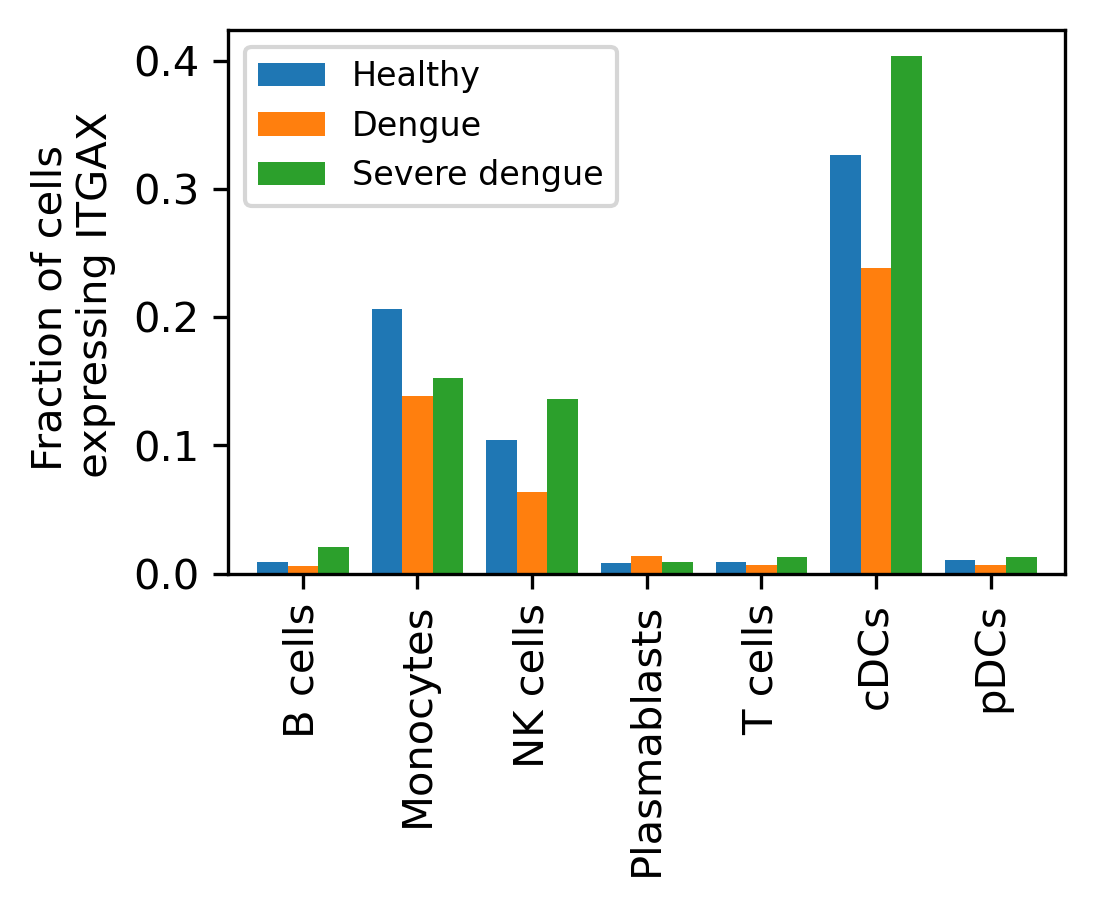 Fraction of cells
expressing ITGAX
0.4
0.3
0.2
0.1
0.0
Healthy
Dengue
Severe dengue
B cells
Monocytes
NK cells
Plasmablasts
T cells
cDCs
pDCs